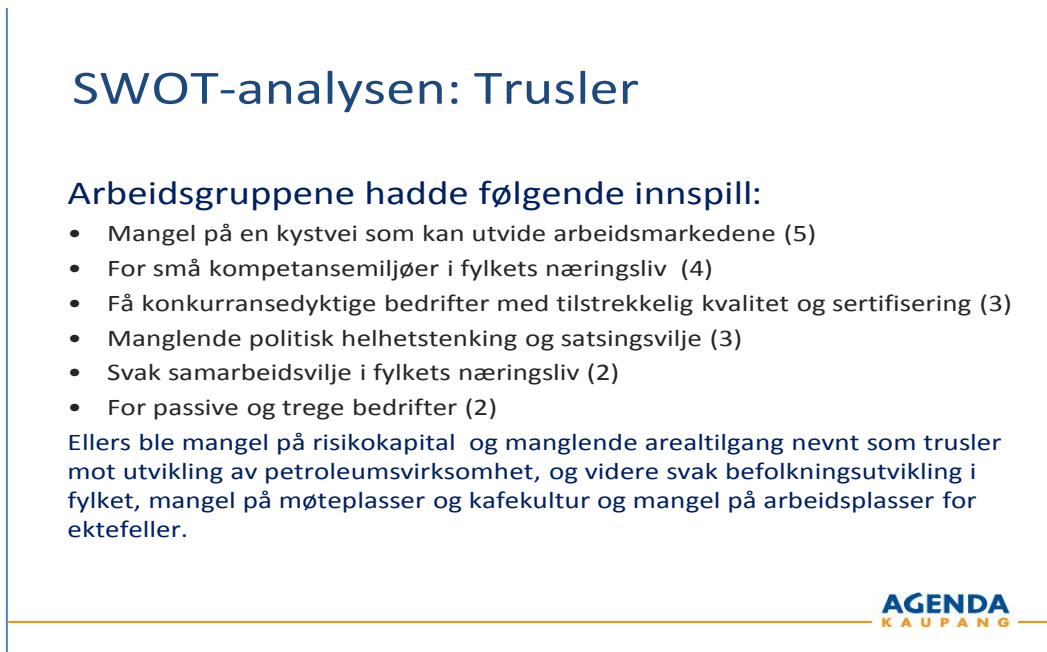 SWOT-analysen: Trusler
Arbeidsgruppene hadde følgende innspill:
• Mangel på en kystvei som kan utvide arbeidsmarkedene (5)
• For små kompetansemiljøer i fylkets næringsliv (4)
• Få konkurransedyktige bedrifter med tilstrekkelig kvalitet og sertifisering (3)
• Manglende politisk helhetstenking og satsingsvilje (3)
• Svak samarbeidsvilje i fylkets næringsliv (2)
• For passive og trege bedrifter (2)
Ellers ble mangel på risikokapital og manglende arealtilgang nevnt som trusler
mot utvikling av petroleumsvirksomhet, og videre svak befolkningsutvikling i
fylket, mangel på møteplasser og kafekultur og mangel på arbeidsplasser for
ektefeller.
AGENDA
KAUPANG